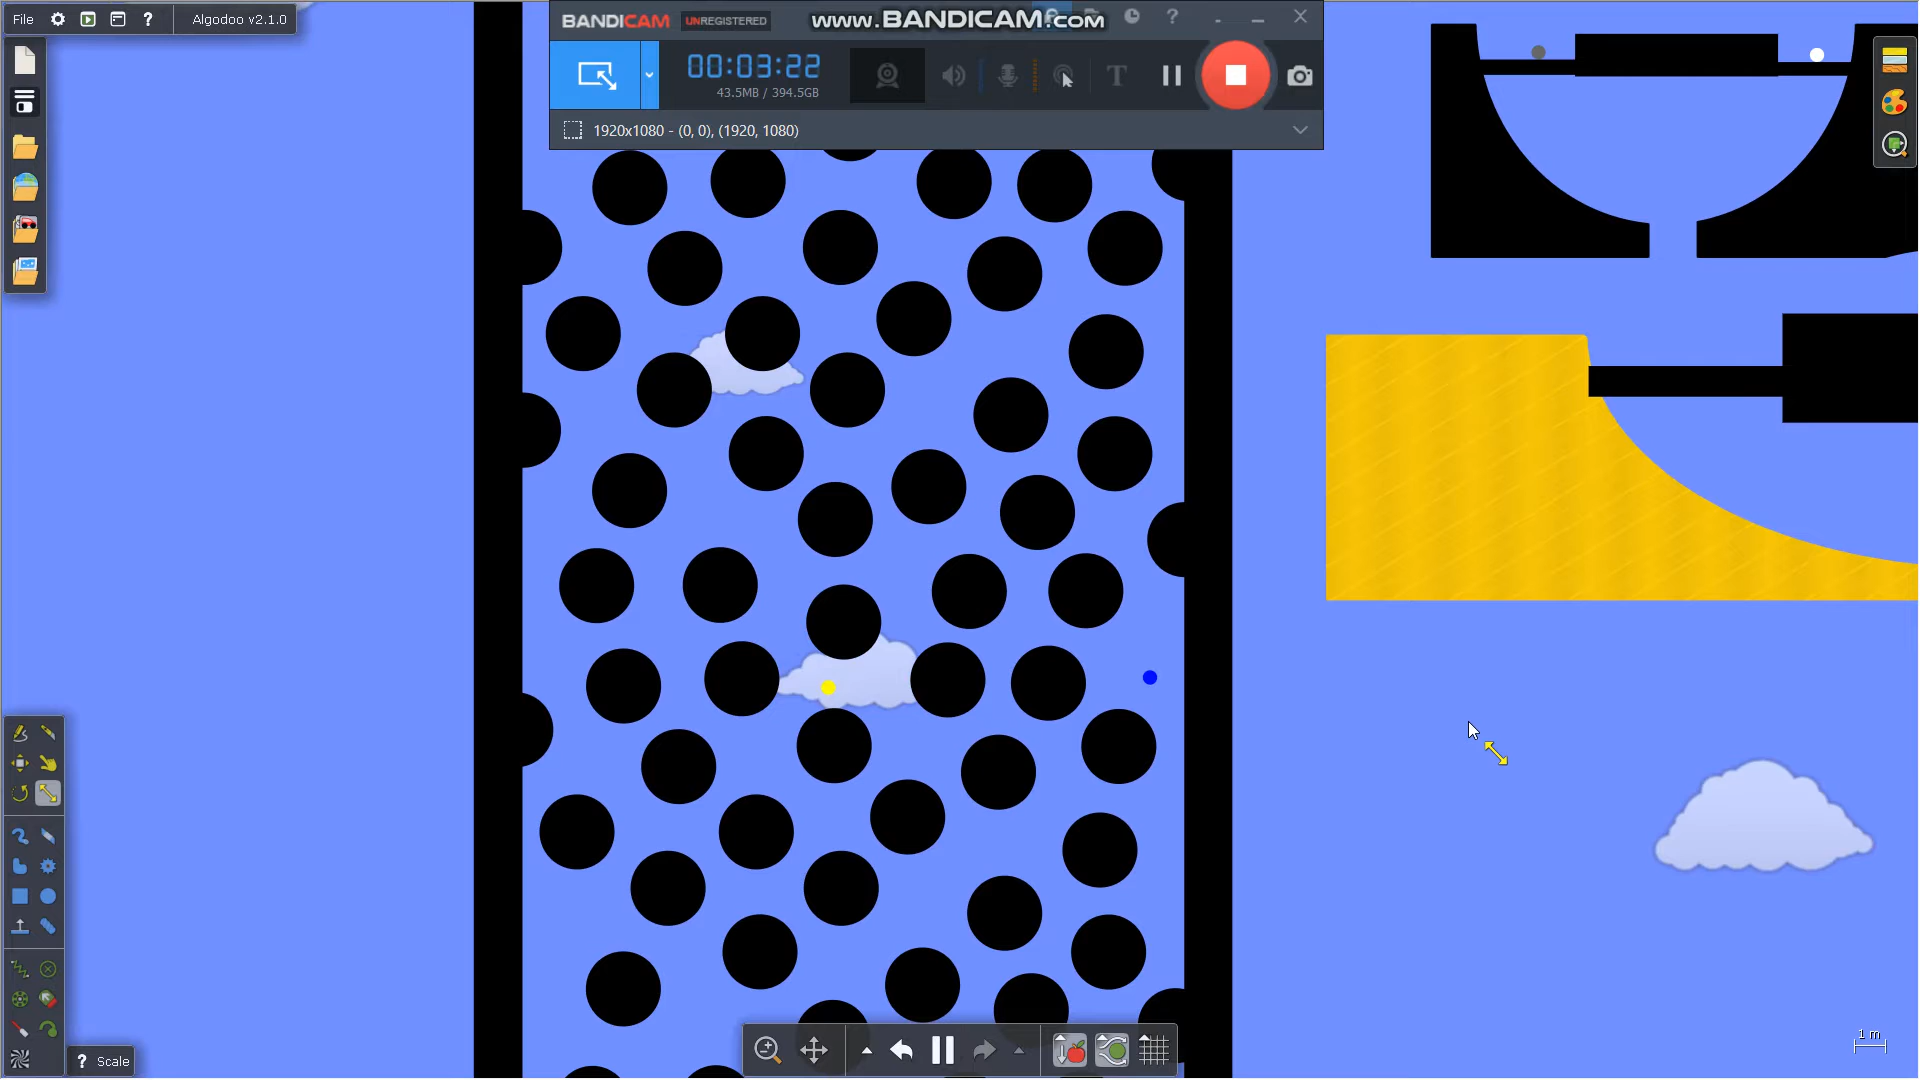 File ? Algodoo v2.1.0
BANDICAM UNREGISTERED www.BANDICAM.com ?
00:03:22
43.5MB / 394.5GB
T
1920x1080 - (0, 0), (1920, 1080)
? Scale
1 m